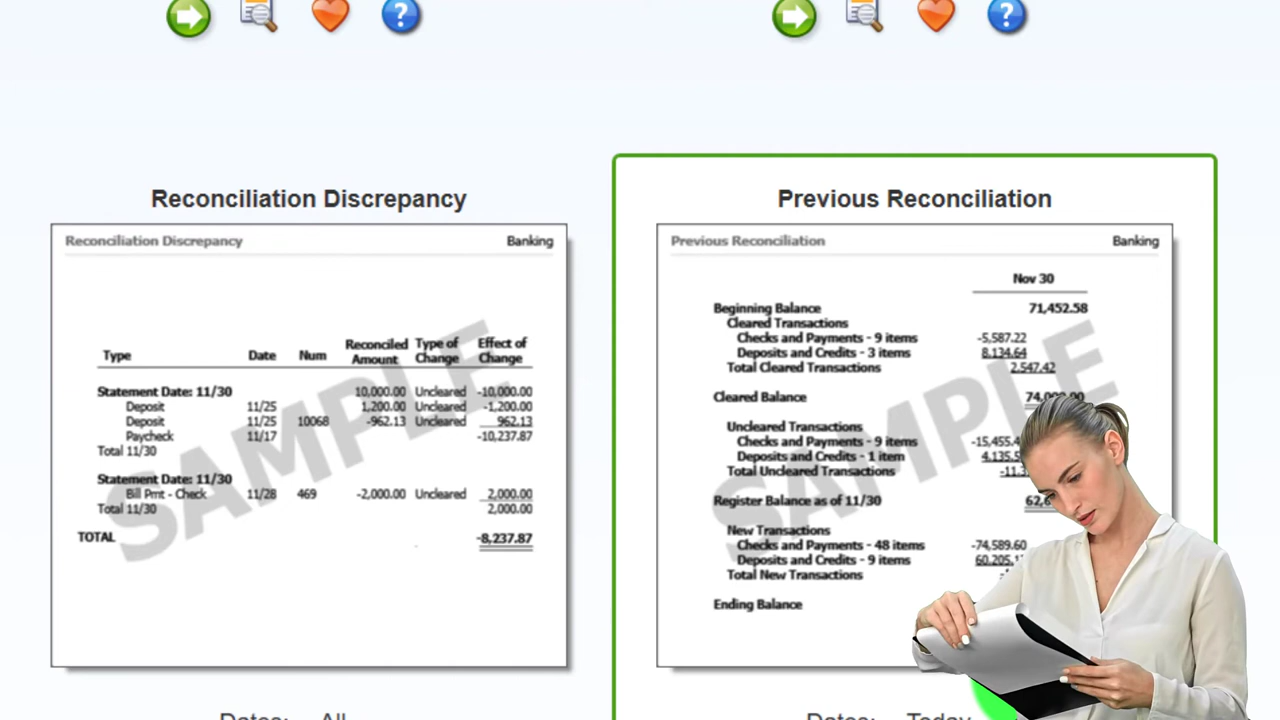 Reconciliation Discrepancy
Reconciliation Discrepancy Banking
Type Date Num Reconciled Amount Type of Change Effect of Change
Statement Date: 11/30 10,000.00 Uncleared -10,000.00
Deposit 11/25 1,200.00 Uncleared -1,200.00
Deposit 11/25 10068 -962.13 Uncleared 962.13
Paycheck 11/17 -10,237.87
Total 11/30
Statement Date: 11/30
Bill Pmt - Check 11/28 469 -2,000.00 Uncleared 2,000.00
Total 11/30 2,000.00
TOTAL -8,237.87
SAMPLE
Dates: All
Previous Reconciliation
Previous Reconciliation Banking
Nov 30
Beginning Balance 71,452.58
Cleared Transactions
Checks and Payments - 9 items -5,587.22
Deposits and Credits - 3 items 8,134.64
Total Cleared Transactions 2,547.42
Cleared Balance
Uncleared Transactions
Checks and Payments - 9 items
Deposits and Credits - 1 item
Total Uncleared Transactions
Register Balance as of 11/30
New Transactions
Checks and Payments - 48 items -74,589.60
Deposits and Credits - 9 items
Total New Transactions
Ending Balance
SAMPLE
Dates: Today